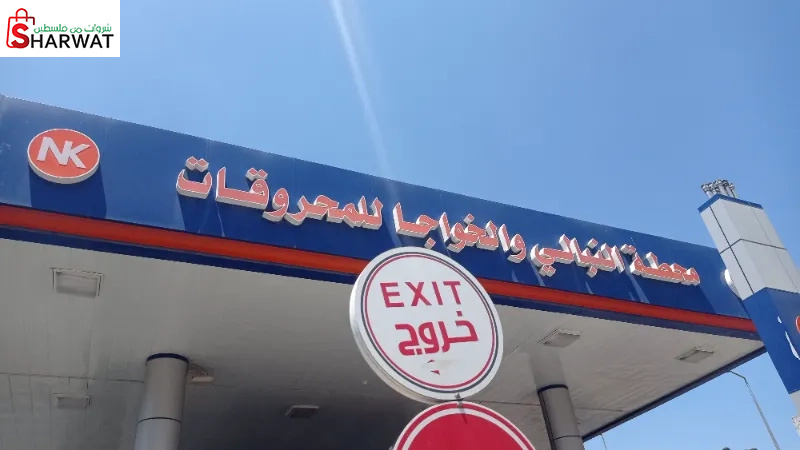 شروات من فلسطين
SHARWAT
NK
محطة النبالي والخواجا للمحروقات
EXIT
خروج